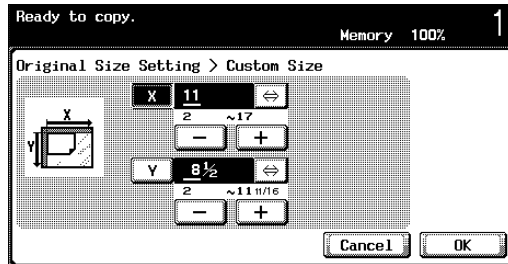 Ready to copy.
Memory 100% 1
Original Size Setting > Custom Size
X 11 ⇔
2 ~17
− +
X
Y
Y 8½ ⇔
2 ~11 11/16
− +
Cancel OK